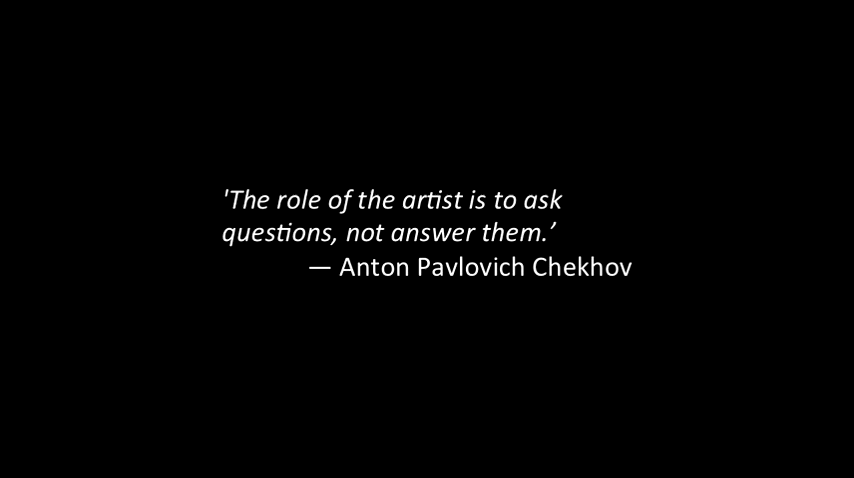 'The role of the artist is to ask
questions, not answer them.’
— Anton Pavlovich Chekhov